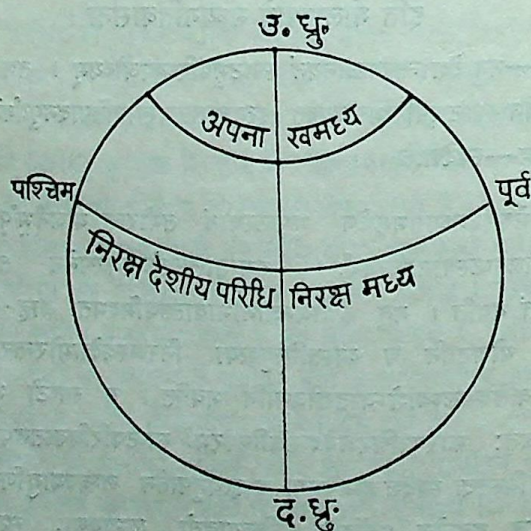 उ. ध्रु.
अपना खमध्य
पश्चिम
पूर्व
निरक्ष देशीय परिधि निरक्ष मध्य
द. ध्रु.